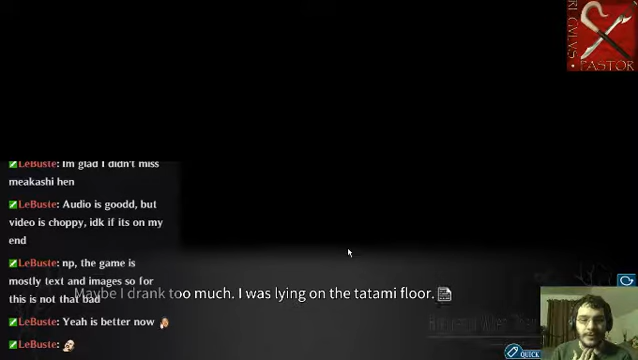 PASTOR
LeBuste: Im glad I didn't miss
meakashi hen
LeBuste: Audio is goodd, but
video is choppy, idk if its on my
end
LeBuste: np, the game is
mostly text and images so for
this is not that bad
Maybe I drank too much. I was lying on the tatami floor.
LeBuste: Yeah is better now
LeBuste:
QUICK